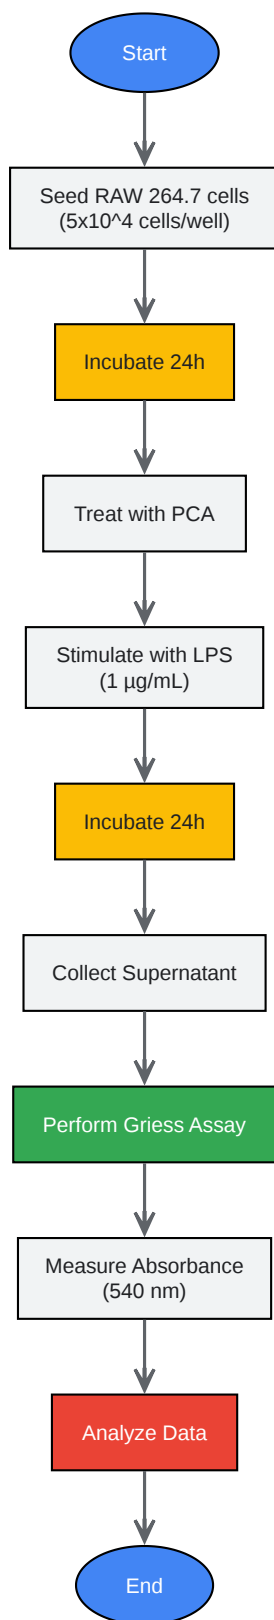 Start
Seed RAW 264.7 cells
(5x10^4 cells/well)
Incubate 24h
Treat with PCA
Stimulate with LPS
(1 µg/mL)
Incubate 24h
Collect Supernatant
Perform Griess Assay
Measure Absorbance
(540 nm)
Analyze Data
End